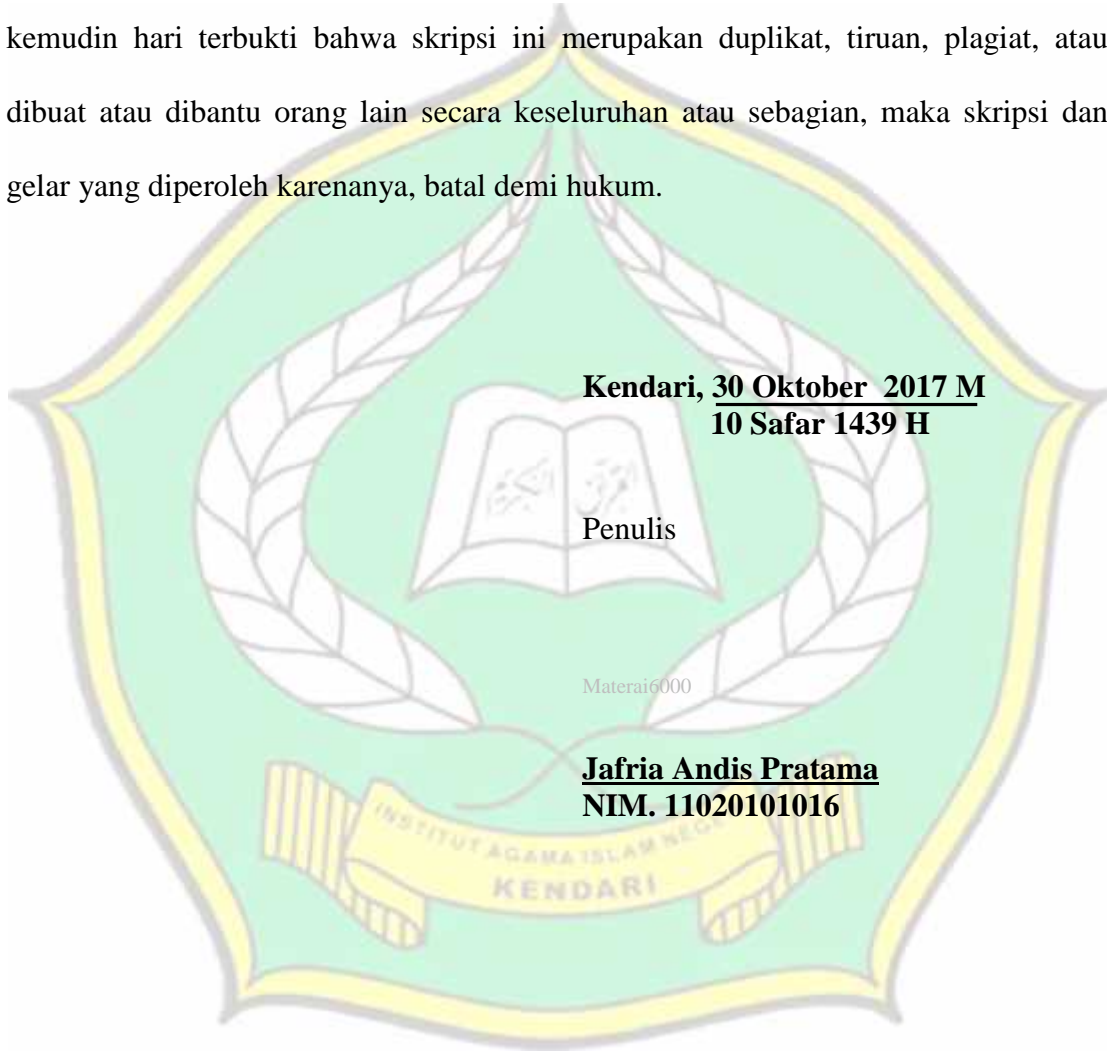 kemudin hari terbukti bahwa skripsi ini merupakan duplikat, tiruan, plagiat, atau
dibuat atau dibantu orang lain secara keseluruhan atau sebagian, maka skripsi dan
gelar yang diperoleh karenanya, batal demi hukum.
Kendari, 30 Oktober 2017 M
10 Safar 1439 H
Penulis
Materai6000
Jafria Andis Pratama
NIM. 11020101016
INSTITUT AGAMA ISLAM
KENDARI